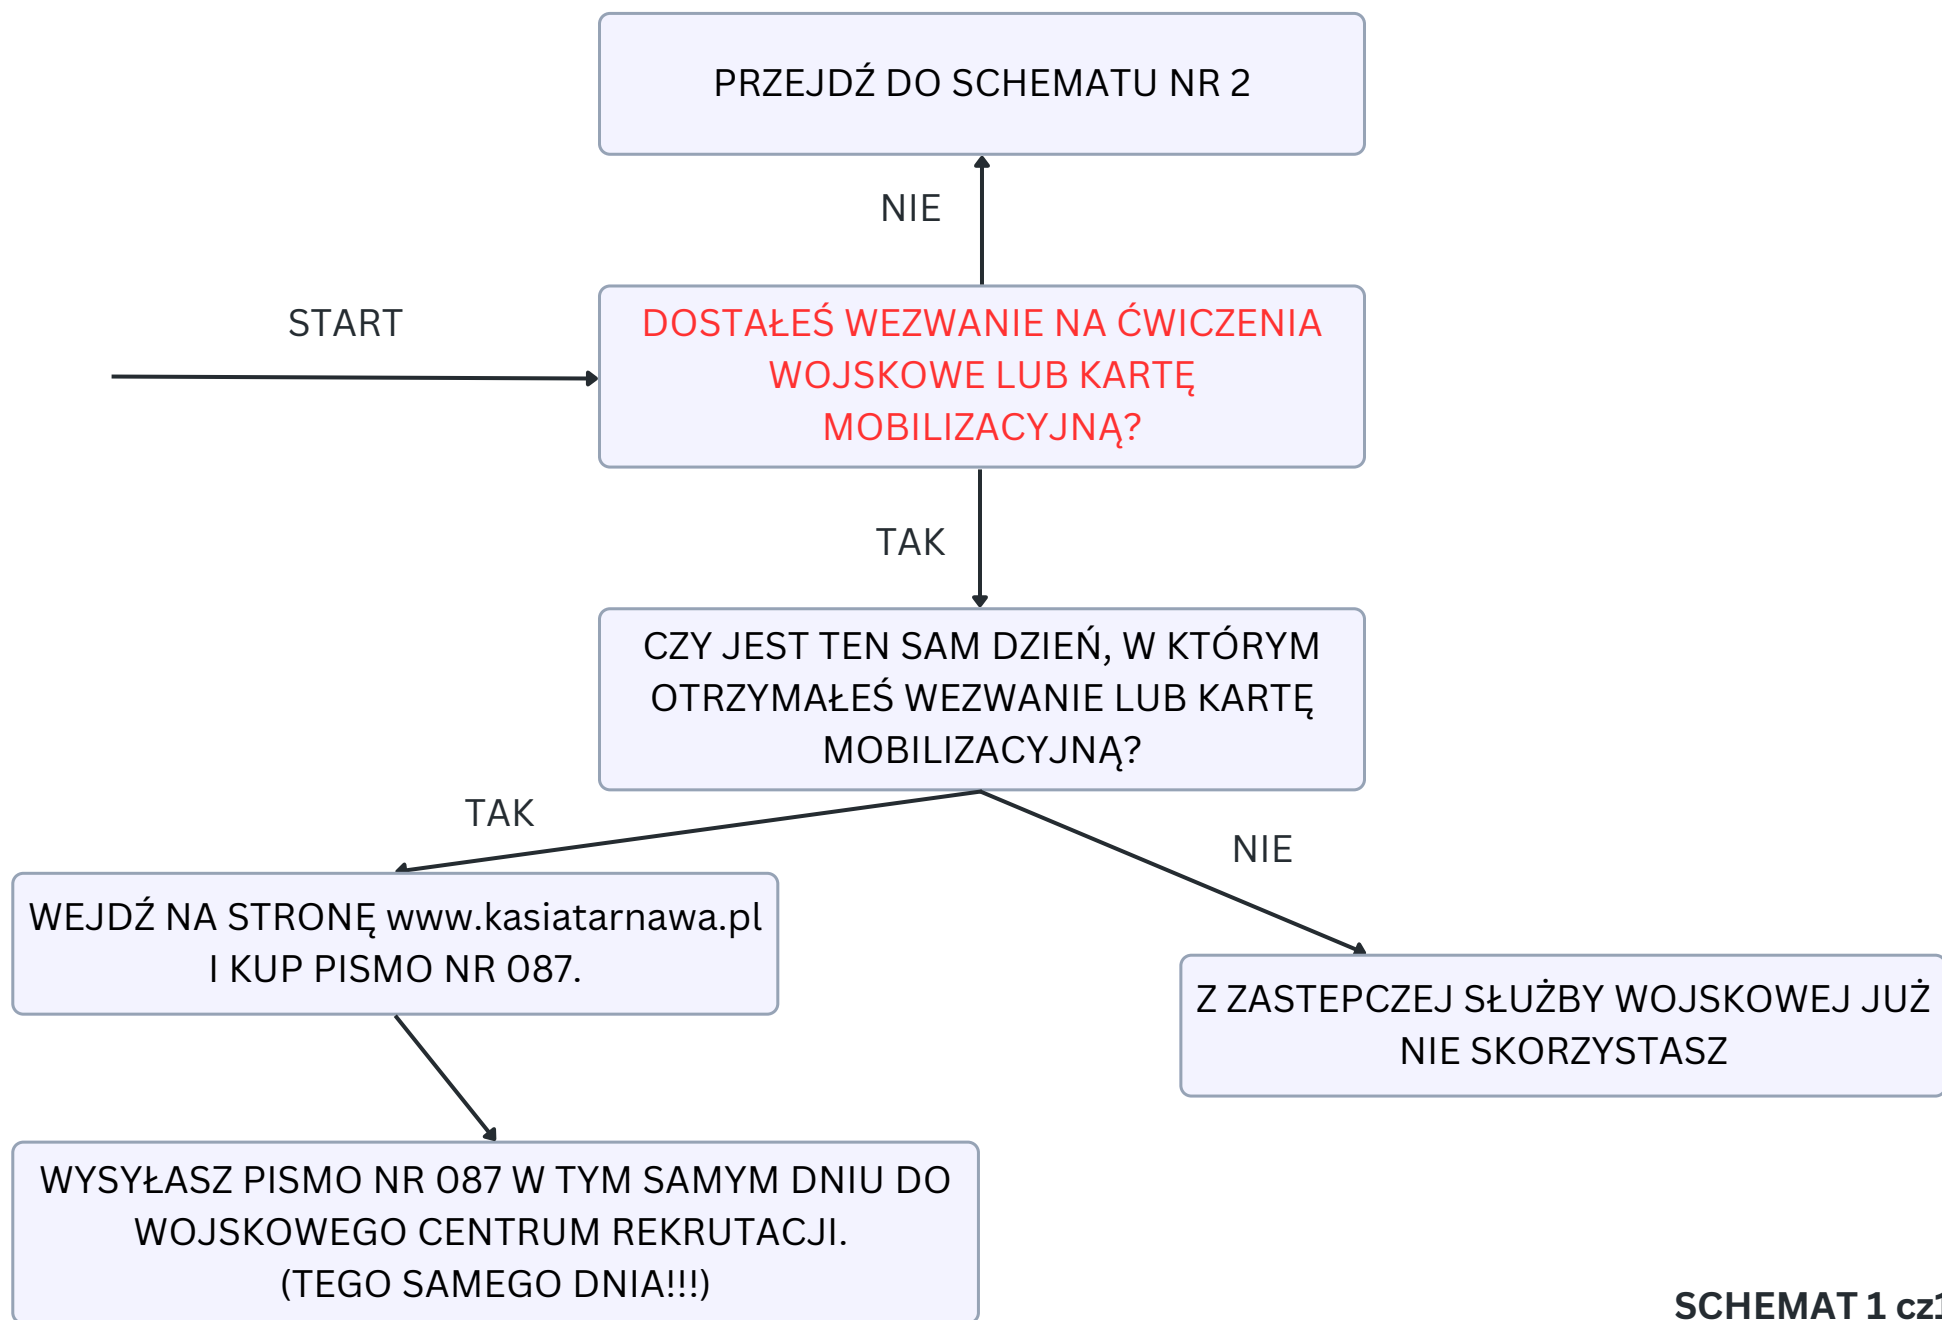 PRZEJDŹ DO SCHEMATU NR 2
NIE
START
DOSTAŁEŚ WEZWANIE NA ĆWICZENIA
WOJSKOWE LUB KARTĘ
MOBILIZACYJNĄ?
TAK
CZY JEST TEN SAM DZIEŃ, W KTÓRYM
OTRZYMAŁEŚ WEZWANIE LUB KARTĘ
MOBILIZACYJNĄ?
TAK
NIE
WEJDŹ NA STRONĘ www.kasiatarnawa.pl
I KUP PISMO NR 087.
Z ZASTEPCZEJ SŁUŻBY WOJSKOWEJ JUŻ
NIE SKORZYSTASZ
WYSYŁASZ PISMO NR 087 W TYM SAMYM DNIU DO
WOJSKOWEGO CENTRUM REKRUTACJI.
(TEGO SAMEGO DNIA!!!)
SCHEMAT 1 cz1